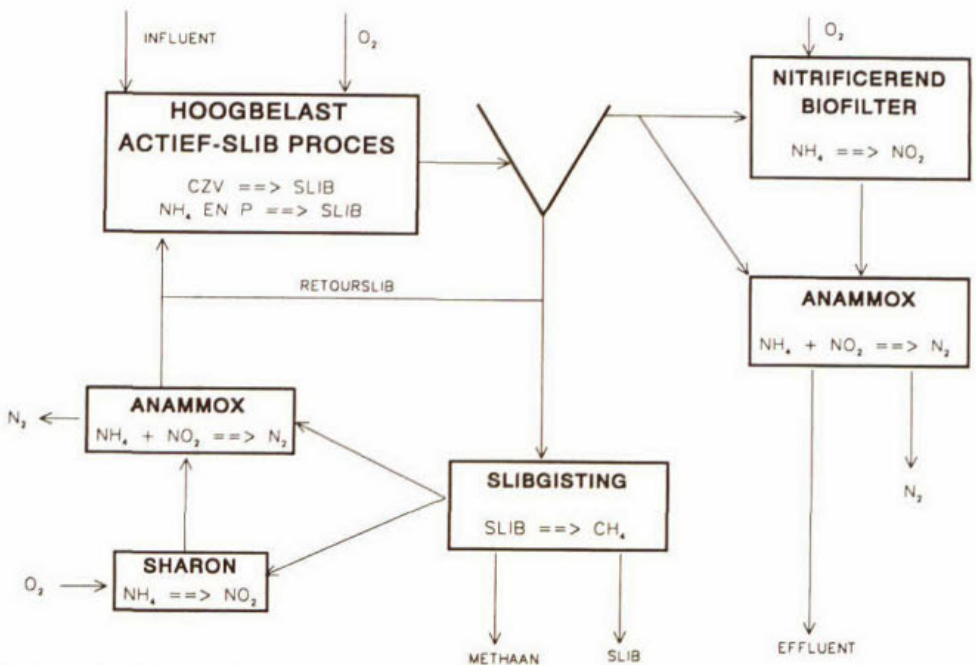 INFLUENT
O₂
HOOGBELAST
ACTIEF-SLIB PROCES
CZV ==> SLIB
NH₄ EN P ==> SLIB
O₂
NITRIFICEREND
BIOFILTER
NH₄ ==> NO₂
RETOURSLIB
ANAMMOX
NH₄ + NO₂ ==> N₂
N₂
ANAMMOX
NH₄ + NO₂ ==> N₂
SLIBGISTING
SLIB ==> CH₄
N₂
O₂
SHARON
NH₄ ==> NO₂
METHAAN
SLIB
EFFLUENT